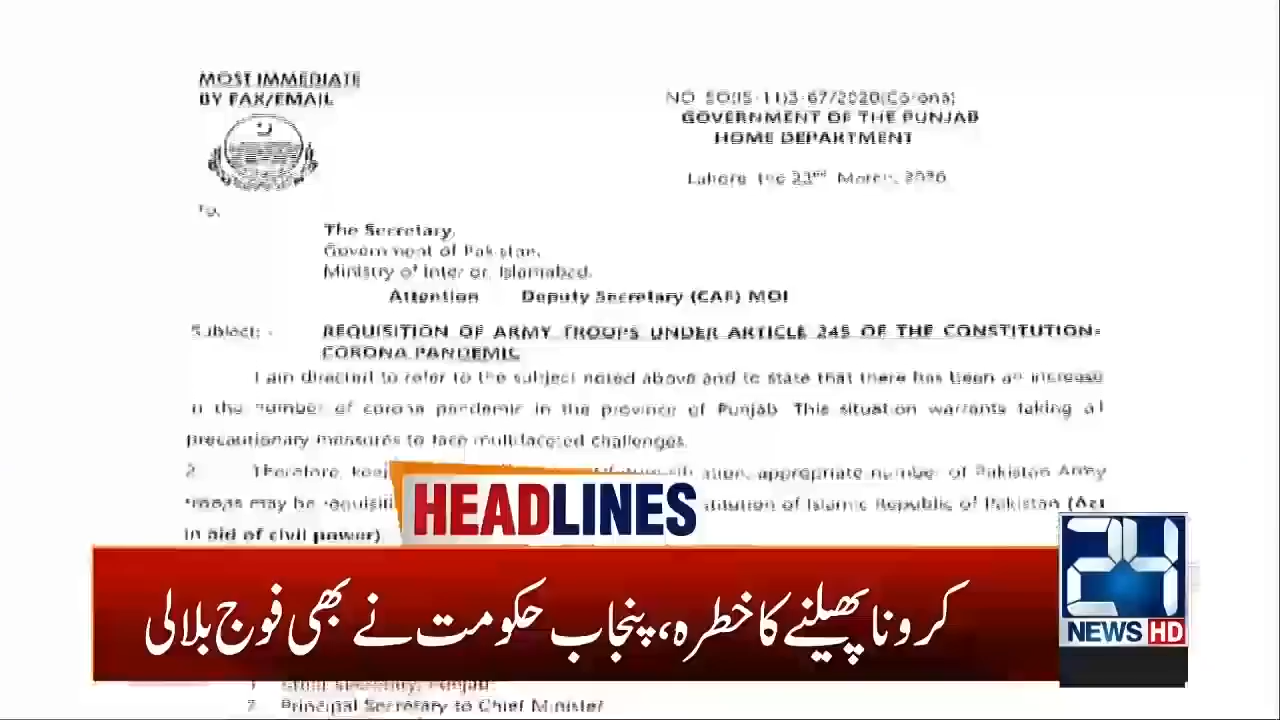 MOST IMMEDIATE
BY FAX/EMAIL
NO SO(IS-11)3-67/2020(Corona)
GOVERNMENT OF THE PUNJAB
HOME DEPARTMENT
Lahore the March,
To,
The Secretary,
Government of Pakistan,
Ministry of Interior, Islamabad.
Attention Deputy Secretary (CAF) MOI
Subject: - REQUISITION OF ARMY TROOPS UNDER ARTICLE 245 OF THE CONSTITUTION-
CORONA PANDEMIC
I am directed to refer to the subject noted above and to state that there has been an increase
in the number of corona pandemic in the province of Punjab. This situation warrants taking all
precautionary measures to face multifaceted challenges.
2 Therefore, appropriate number of Pakistan Army
troops may be Constitution of Islamic Republic of Pakistan (Act
in aid of civil power)
HEADLINES
کرونا پھیلنے کا خطرہ، پنجاب حکومت نے بھی فوج بلالی
24
NEWS HD
1 Chief Secretary, Punjab
2 Principal Secretary to Chief Minister